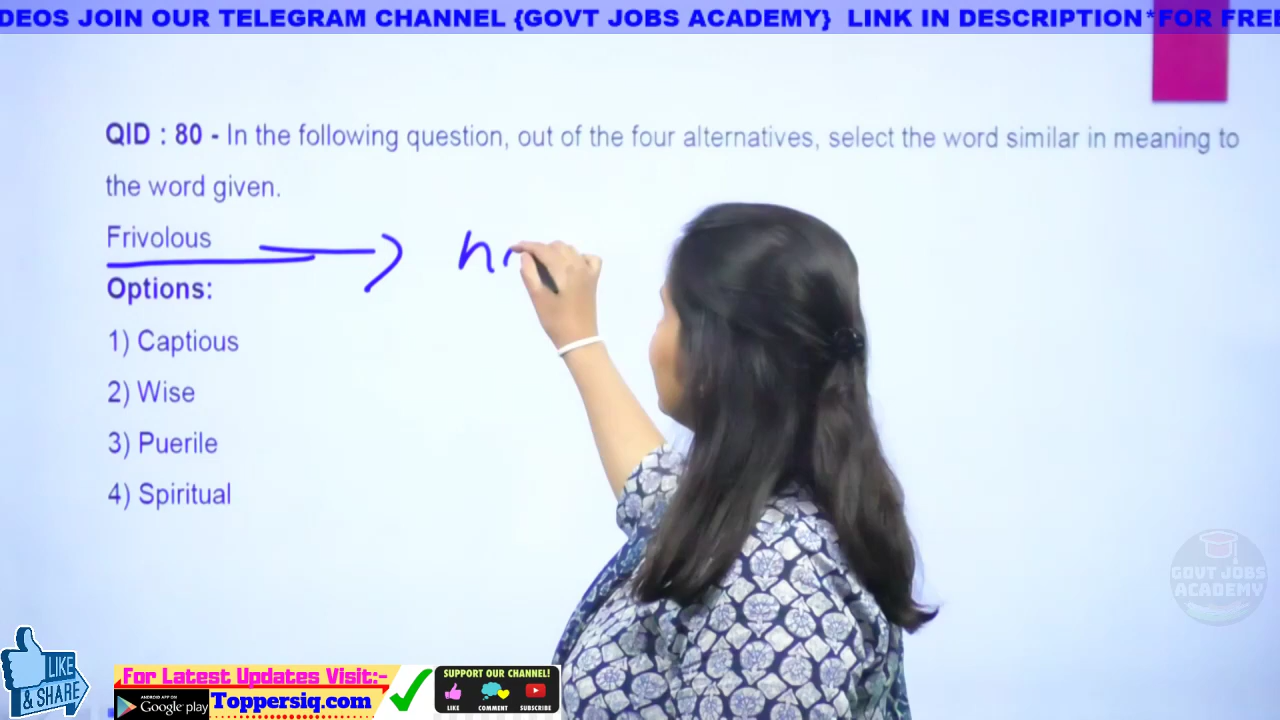 DEOS JOIN OUR TELEGRAM CHANNEL {GOVT JOBS ACADEMY} LINK IN DESCRIPTION*FOR FREE
QID : 80 - In the following question, out of the four alternatives, select the word similar in meaning to
the word given.
Frivolous
Options:
1) Captious
2) Wise
3) Puerile
4) Spiritual
GOVT JOBS
ACADEMY
LIKE
& SHARE
For Latest Updates Visit:-
ANDROID APP ON
Google play
Toppersiq.com
SUPPORT OUR CHANNEL!
LIKE COMMENT SUBSCRIBE